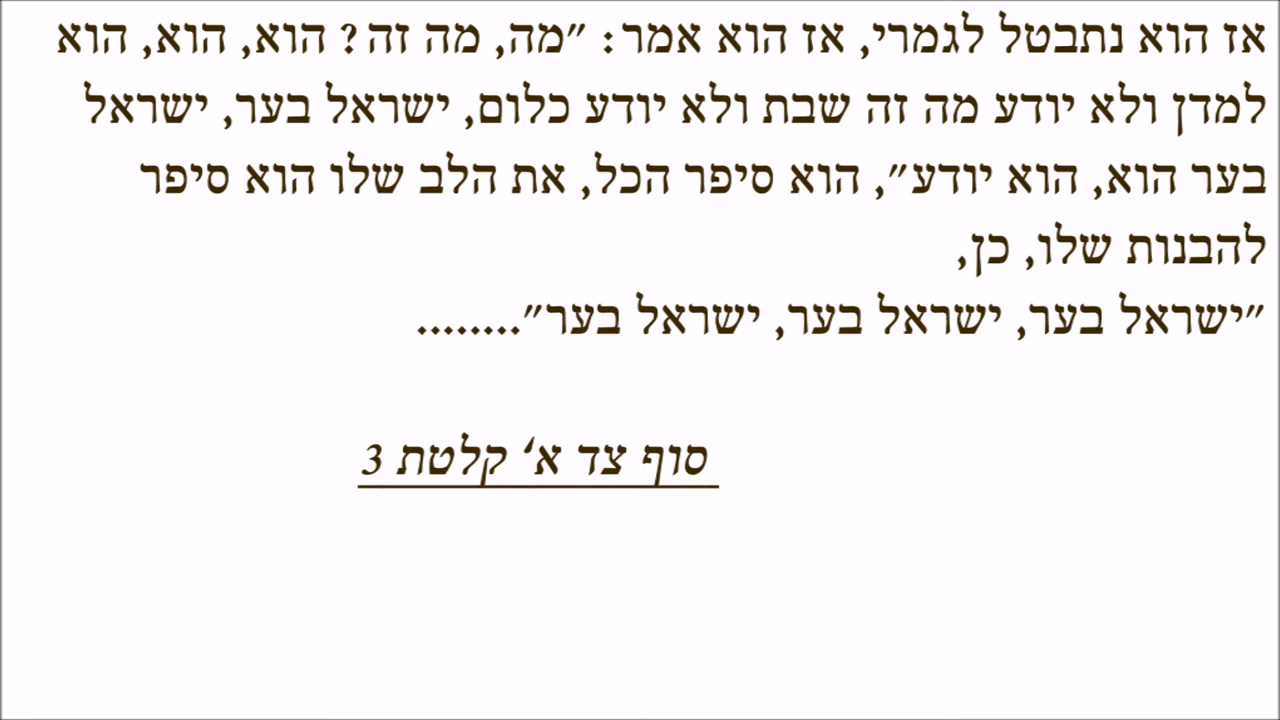 אז הוא נתבטל לגמרי, אז הוא אמר: ״מה, מה זה? הוא, הוא, הוא
למדן ולא יודע מה זה שבת ולא יודע כלום, ישראל בער, ישראל
בער הוא, הוא יודע״, הוא סיפר הכל, את הלב שלו הוא סיפר
להבנות שלו, כן,
״ישראל בער, ישראל בער, ישראל בער״........
סוף צד א׳ קלטת 3